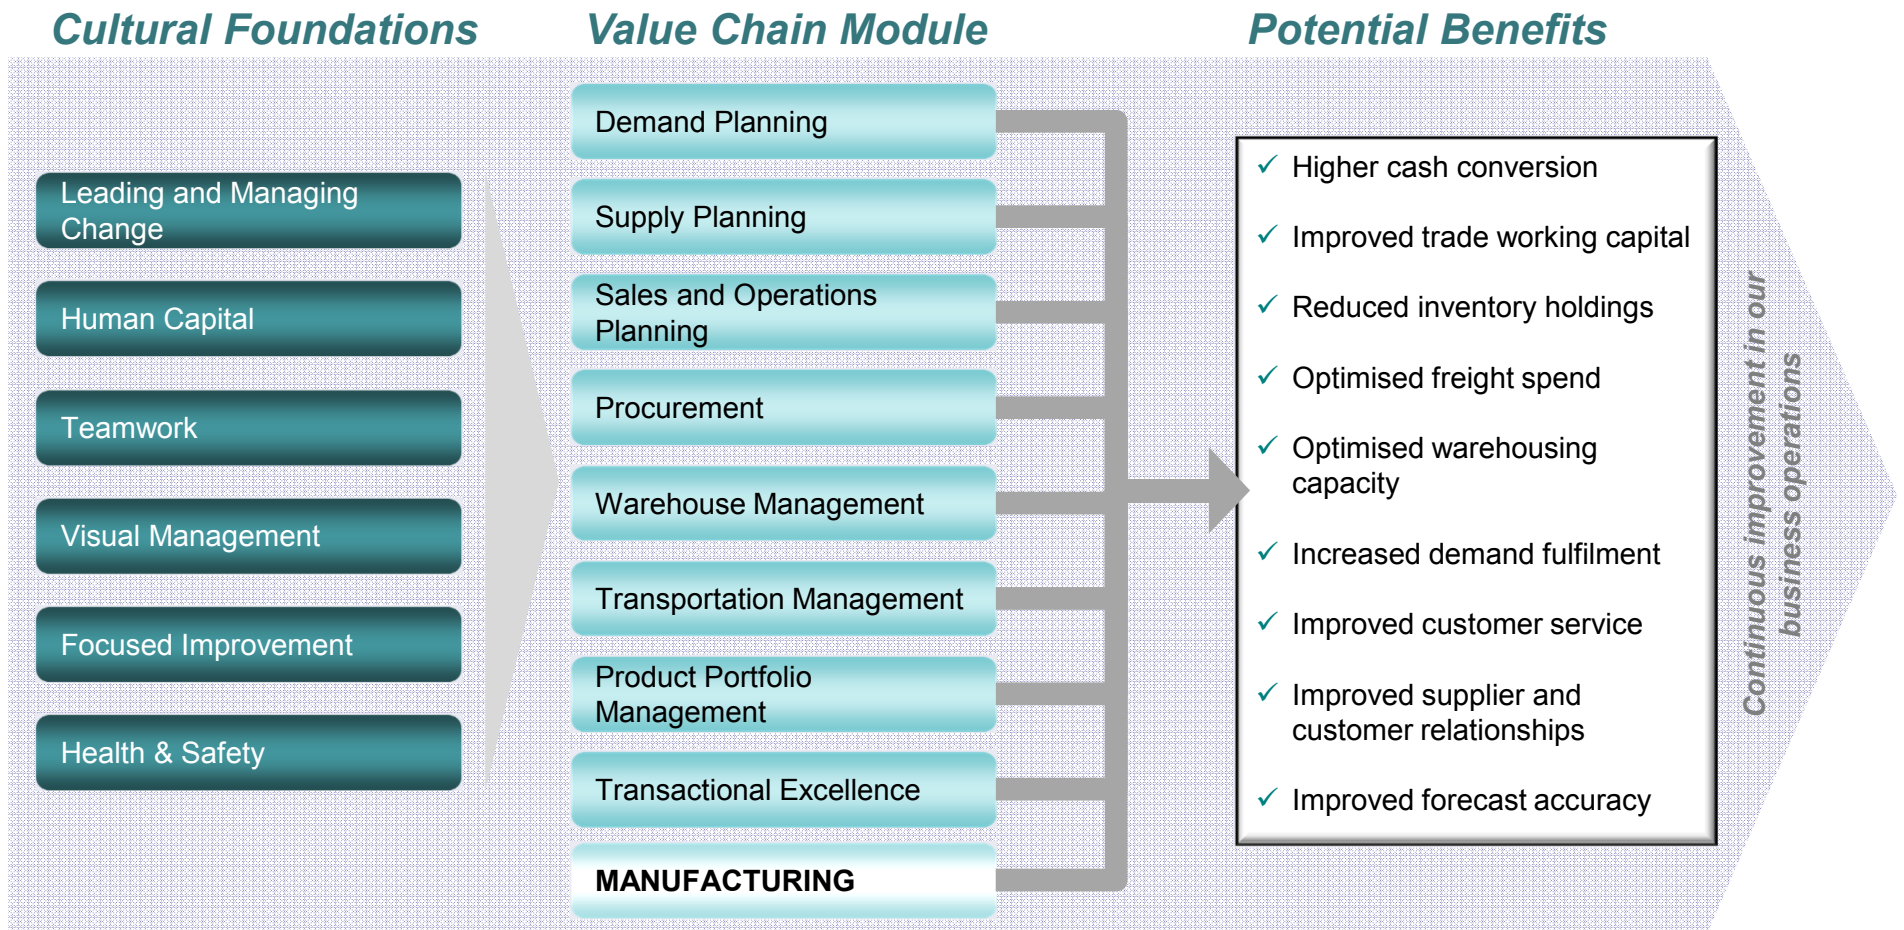 Cultural Foundations
Value Chain Module
Potential Benefits
Leading and Managing
Change
Human Capital
Teamwork
Visual Management
Focused Improvement
Health & Safety
Demand Planning
Supply Planning
Sales and Operations
Planning
Procurement
Warehouse Management
Transportation Management
Product Portfolio
Management
Transactional Excellence
MANUFACTURING
✓ Higher cash conversion
✓ Improved trade working capital
✓ Reduced inventory holdings
✓ Optimised freight spend
✓ Optimised warehousing
capacity
✓ Increased demand fulfilment
✓ Improved customer service
✓ Improved supplier and
customer relationships
✓ Improved forecast accuracy
Continuous improvement in our
business operations